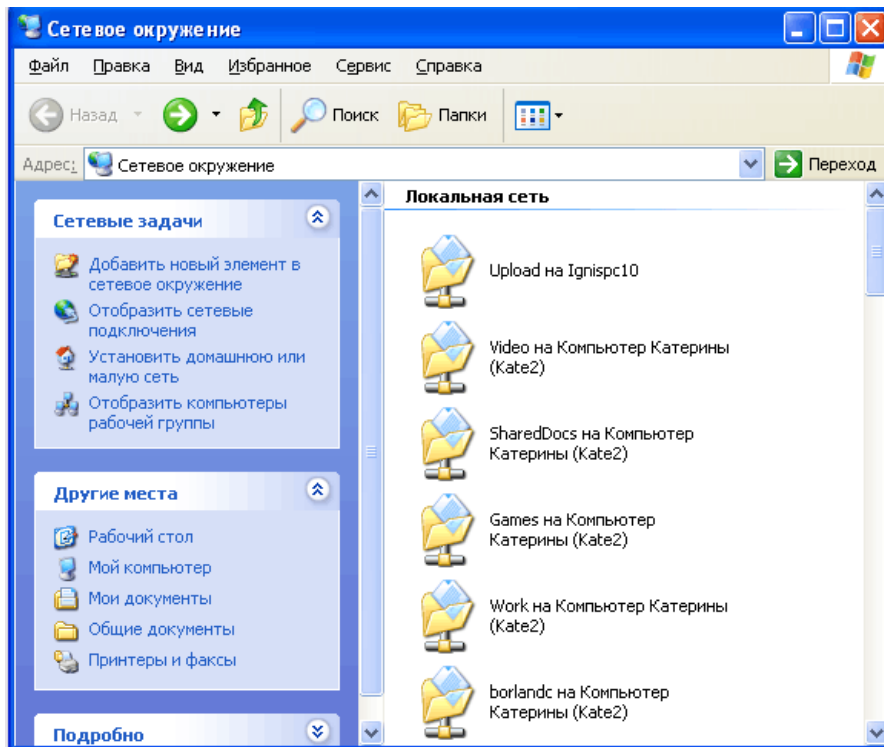 Сетевое окружение
Файл Правка Вид Избранное Сервис Справка
Назад Поиск Папки
Адрес: Сетевое окружение Переход
Сетевые задачи
Добавить новый элемент в
сетевое окружение
Отобразить сетевые
подключения
Установить домашнюю или
малую сеть
Отобразить компьютеры
рабочей группы
Другие места
Рабочий стол
Мой компьютер
Мои документы
Общие документы
Принтеры и факсы
Подробно
Локальная сеть
Upload на Ignispc10
Video на Компьютер Катерины
(Kate2)
SharedDocs на Компьютер
Катерины (Kate2)
Games на Компьютер
Катерины (Kate2)
Work на Компьютер Катерины
(Kate2)
borlandc на Компьютер
Катерины (Kate2)